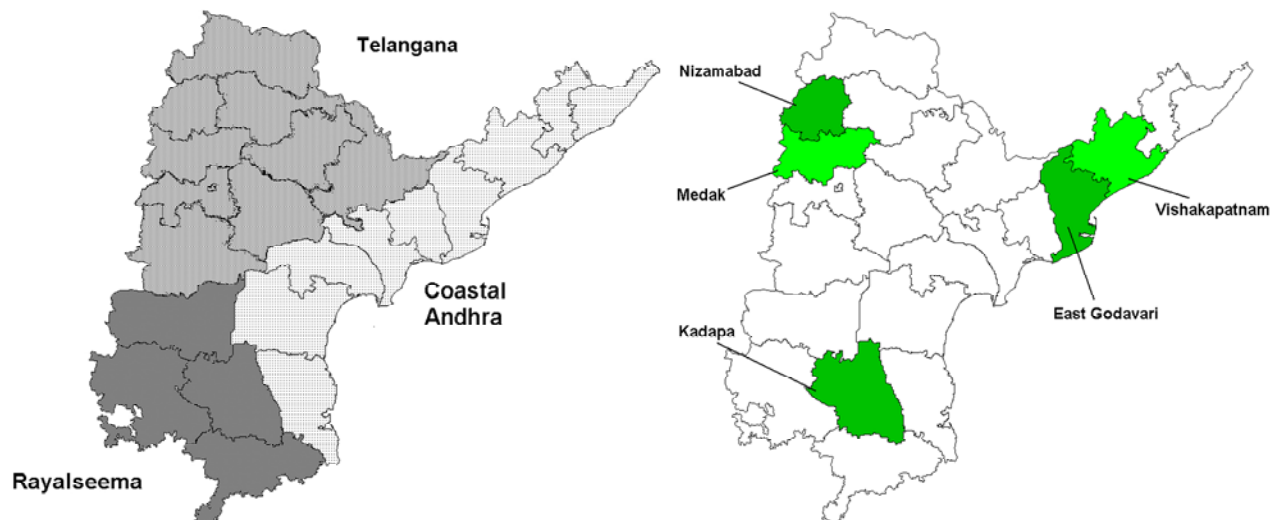 Telangana
Coastal
Andhra
Rayalseema
Nizamabad
Medak
Vishakapatnam
East Godavari
Kadapa